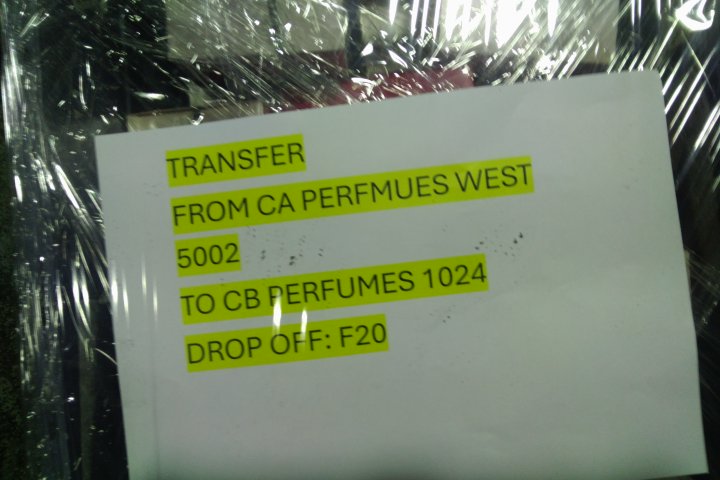 TRANSFER
FROM CA PERFMUES WEST
5002
TO CB PERFUMES 1024
DROP OFF: F20